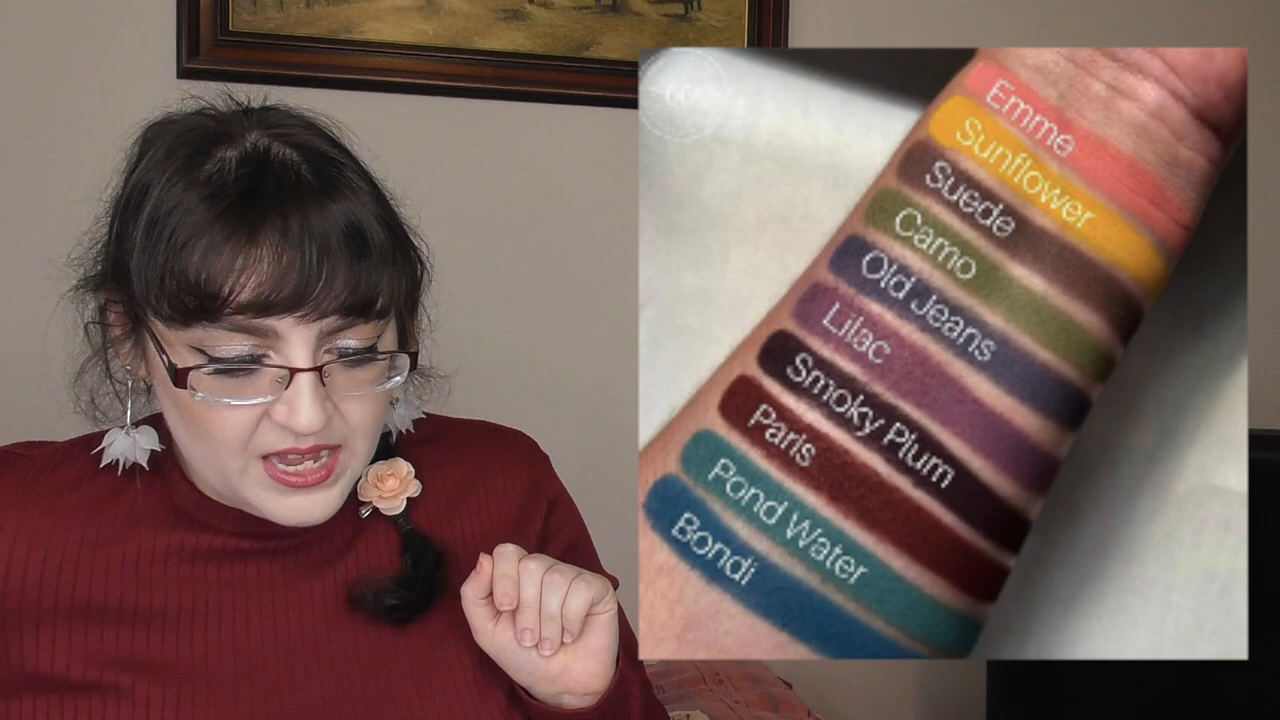 Emme
Sunflower
Suede
Camo
Old Jeans
Lilac
Smoky Plum
Paris
Pond Water
Bondi